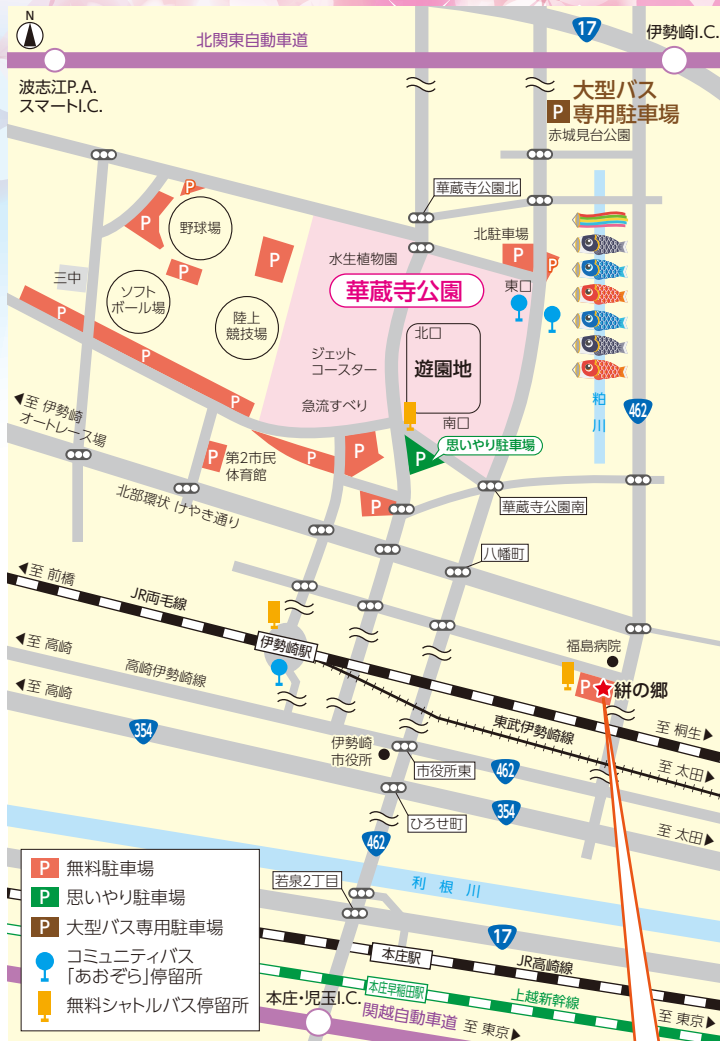 N
北関東自動車道
17
伊勢崎I.C.
波志江P.A.
スマートI.C.
大型バス
P 専用駐車場
赤城見台公園
華蔵寺公園北
P
P
野球場
北駐車場
P
P
水生植物園
P
P
東口
三中
華蔵寺公園
ソフト
ボール場
P
陸上
競技場
北口
遊園地
ジェット
コースター
P
粕川
462
急流すべり
南口
P
◀至 伊勢崎
オートレース場
思いやり駐車場
P
P
第2市民
体育館
P
P
P
華蔵寺公園南
北部環状 けやき通り
八幡町
◀至 前橋
JR両毛線
伊勢崎駅
福島病院
◀至 高崎
高崎伊勢崎線
P
絣の郷
◀至 高崎
東武伊勢崎線
至 桐生▶
354
伊勢崎
市役所
市役所東
462
至 太田▶
354
ひろせ町
至 太田▶
462
P 無料駐車場
P 思いやり駐車場
P 大型バス専用駐車場
コミュニティバス
「あおぞら」停留所
無料シャトルバス停留所
若泉2丁目
利根川
17
本庄駅
JR高崎線
本庄早稲田駅
上越新幹線
本庄・児玉I.C.
関越自動車道
至 東京▶
至 東京▶